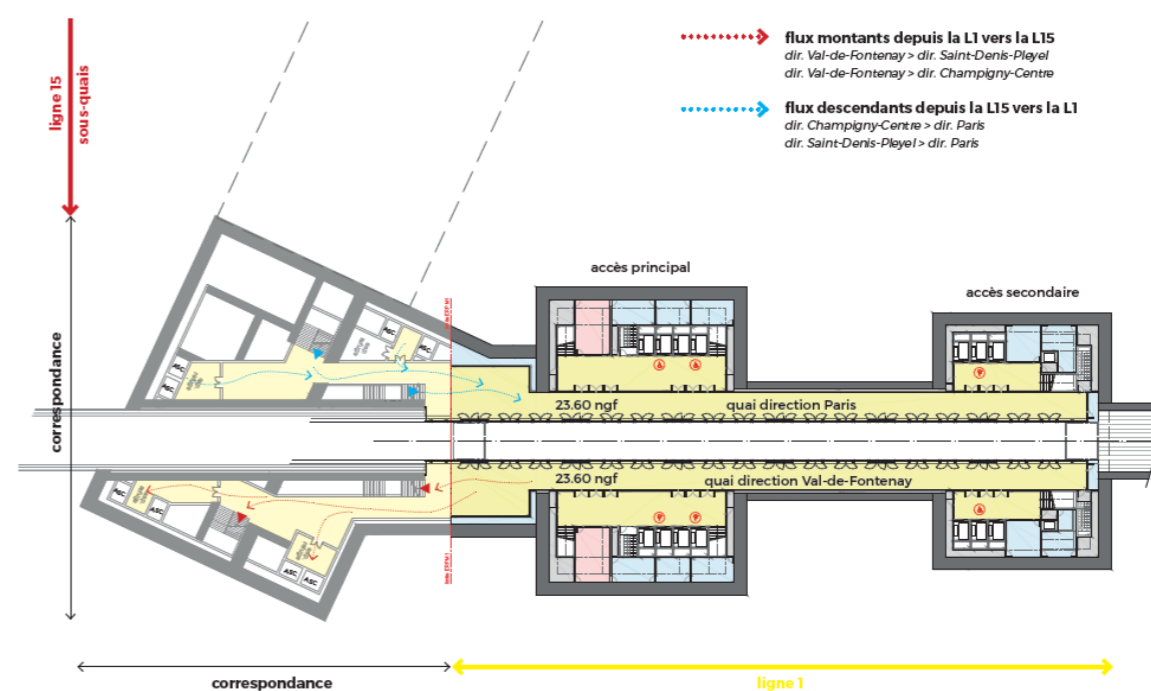 flux montants depuis la L1 vers la L15
dir. Val-de-Fontenay > dir. Saint-Denis-Pleyel
dir. Val-de-Fontenay > dir. Champigny-Centre
flux descendants depuis la L15 vers la L1
dir. Champigny-Centre > dir. Paris
dir. Saint-Denis-Pleyel > dir. Paris
ligne 15
sous-quais
correspondance
accès principal
accès secondaire
ASC.
ASC.
ASC.
ASC.
ASC.
23.60 ngf
quai direction Paris
23.60 ngf
quai direction Val-de-Fontenay
ASC.
ASC.
ASC.
correspondance
ligne 1